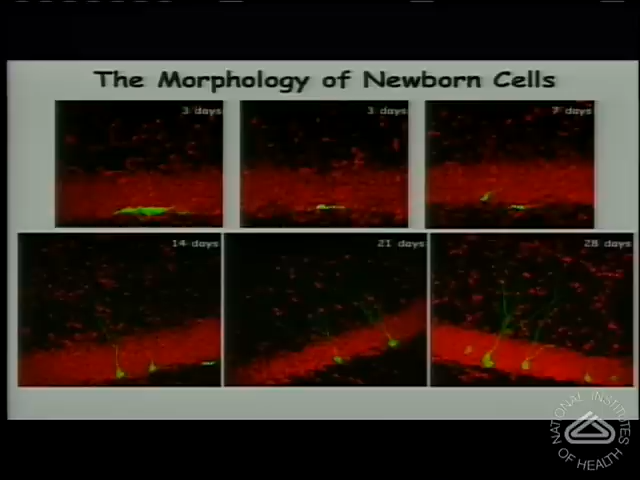 The Morphology of Newborn Cells
3 days
3 days
7 days
14 days
21 days
28 days
NATIONAL INSTITUTES
OF HEALTH